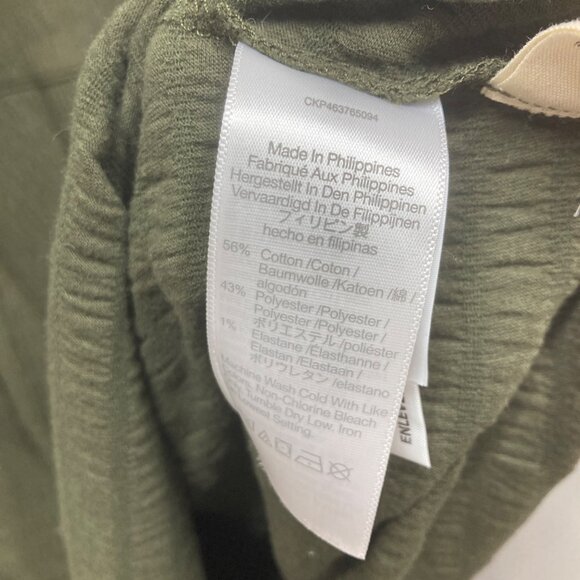 CKP463765094
Made In Philippines
Fabriqué Aux Philippines
Hergestellt In Den Philippinen
Vervaardigd In De Filippijnen
フィリピン製
hecho en filipinas
56% Cotton /Coton /
Baumwolle /Katoen /綿 /
algodón
43% Polyester /Polyester /
Polyester /Polyester /
ポリエステル /poliéster
1% Elastane /Elasthanne /
Elastan /Elastaan /
ポリウレタン /elastano
Machine Wash Cold With Like
Non-Chlorine Bleach
Tumble Dry Low. Iron
Setting.